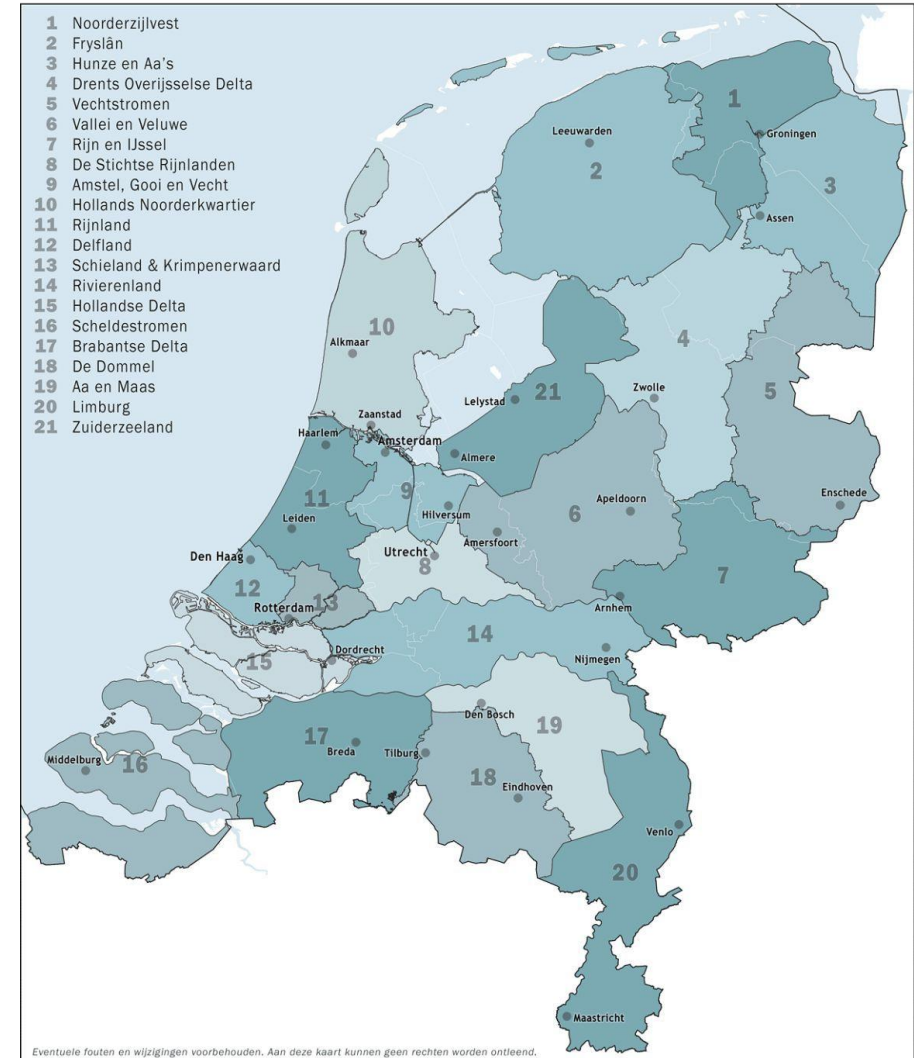 1 Noorderzijlvest
2 Fryslân
3 Hunze en Aa's
4 Drents Overijsselse Delta
5 Vechtstromen
6 Vallei en Veluwe
7 Rijn en IJssel
8 De Stichtse Rijnlanden
9 Amstel, Gooi en Vecht
10 Hollands Noorderkwartier
11 Rijnland
12 Delfland
13 Schieland & Krimpenerwaard
14 Rivierenland
15 Hollandse Delta
16 Scheldestromen
17 Brabantse Delta
18 De Dommel
19 Aa en Maas
20 Limburg
21 Zuiderzeeland
1
Leeuwarden
Groningen
2
3
Assen
10
Alkmaar
4
Zwolle
5
Lelystad
21
Zaanstad
Haarlem
Amsterdam
Almere
9
11
Hilversum
6
Apeldoorn
Enschede
Leiden
Amersfoort
Den Haag
Utrecht
8
12
13
7
Rotterdam
Arnhem
14
Dordrecht
Nijmegen
15
Den Bosch
19
17
Breda
Tilburg
Middelburg
16
18
Eindhoven
Venlo
20
Maastricht
Eventuele fouten en wijzigingen voorbehouden. Aan deze kaart kunnen geen rechten worden ontleend.